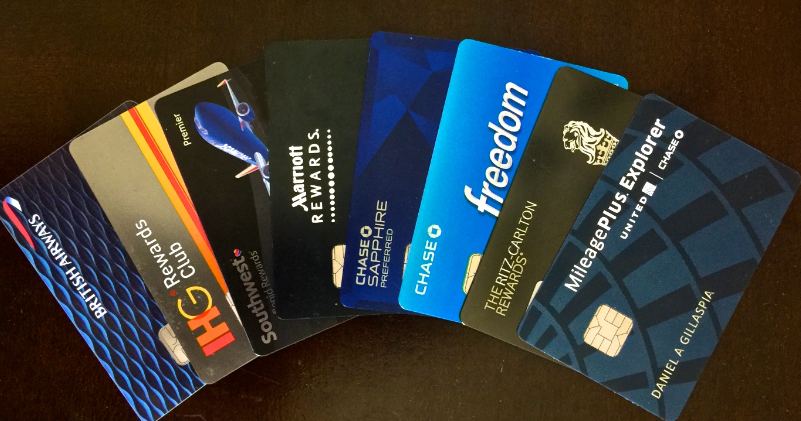 BRITISH AIRWAYS
IHG Rewards
Club
Premier
Southwest
Rapid Rewards
Marriott
REWARDS.
CHASE
SAPPHIRE
PREFERRED
CHASE
freedom
THE RITZ-CARLTON
REWARDS
MileagePlus Explorer
UNITED | CHASE
DANIEL A GILLASPIA